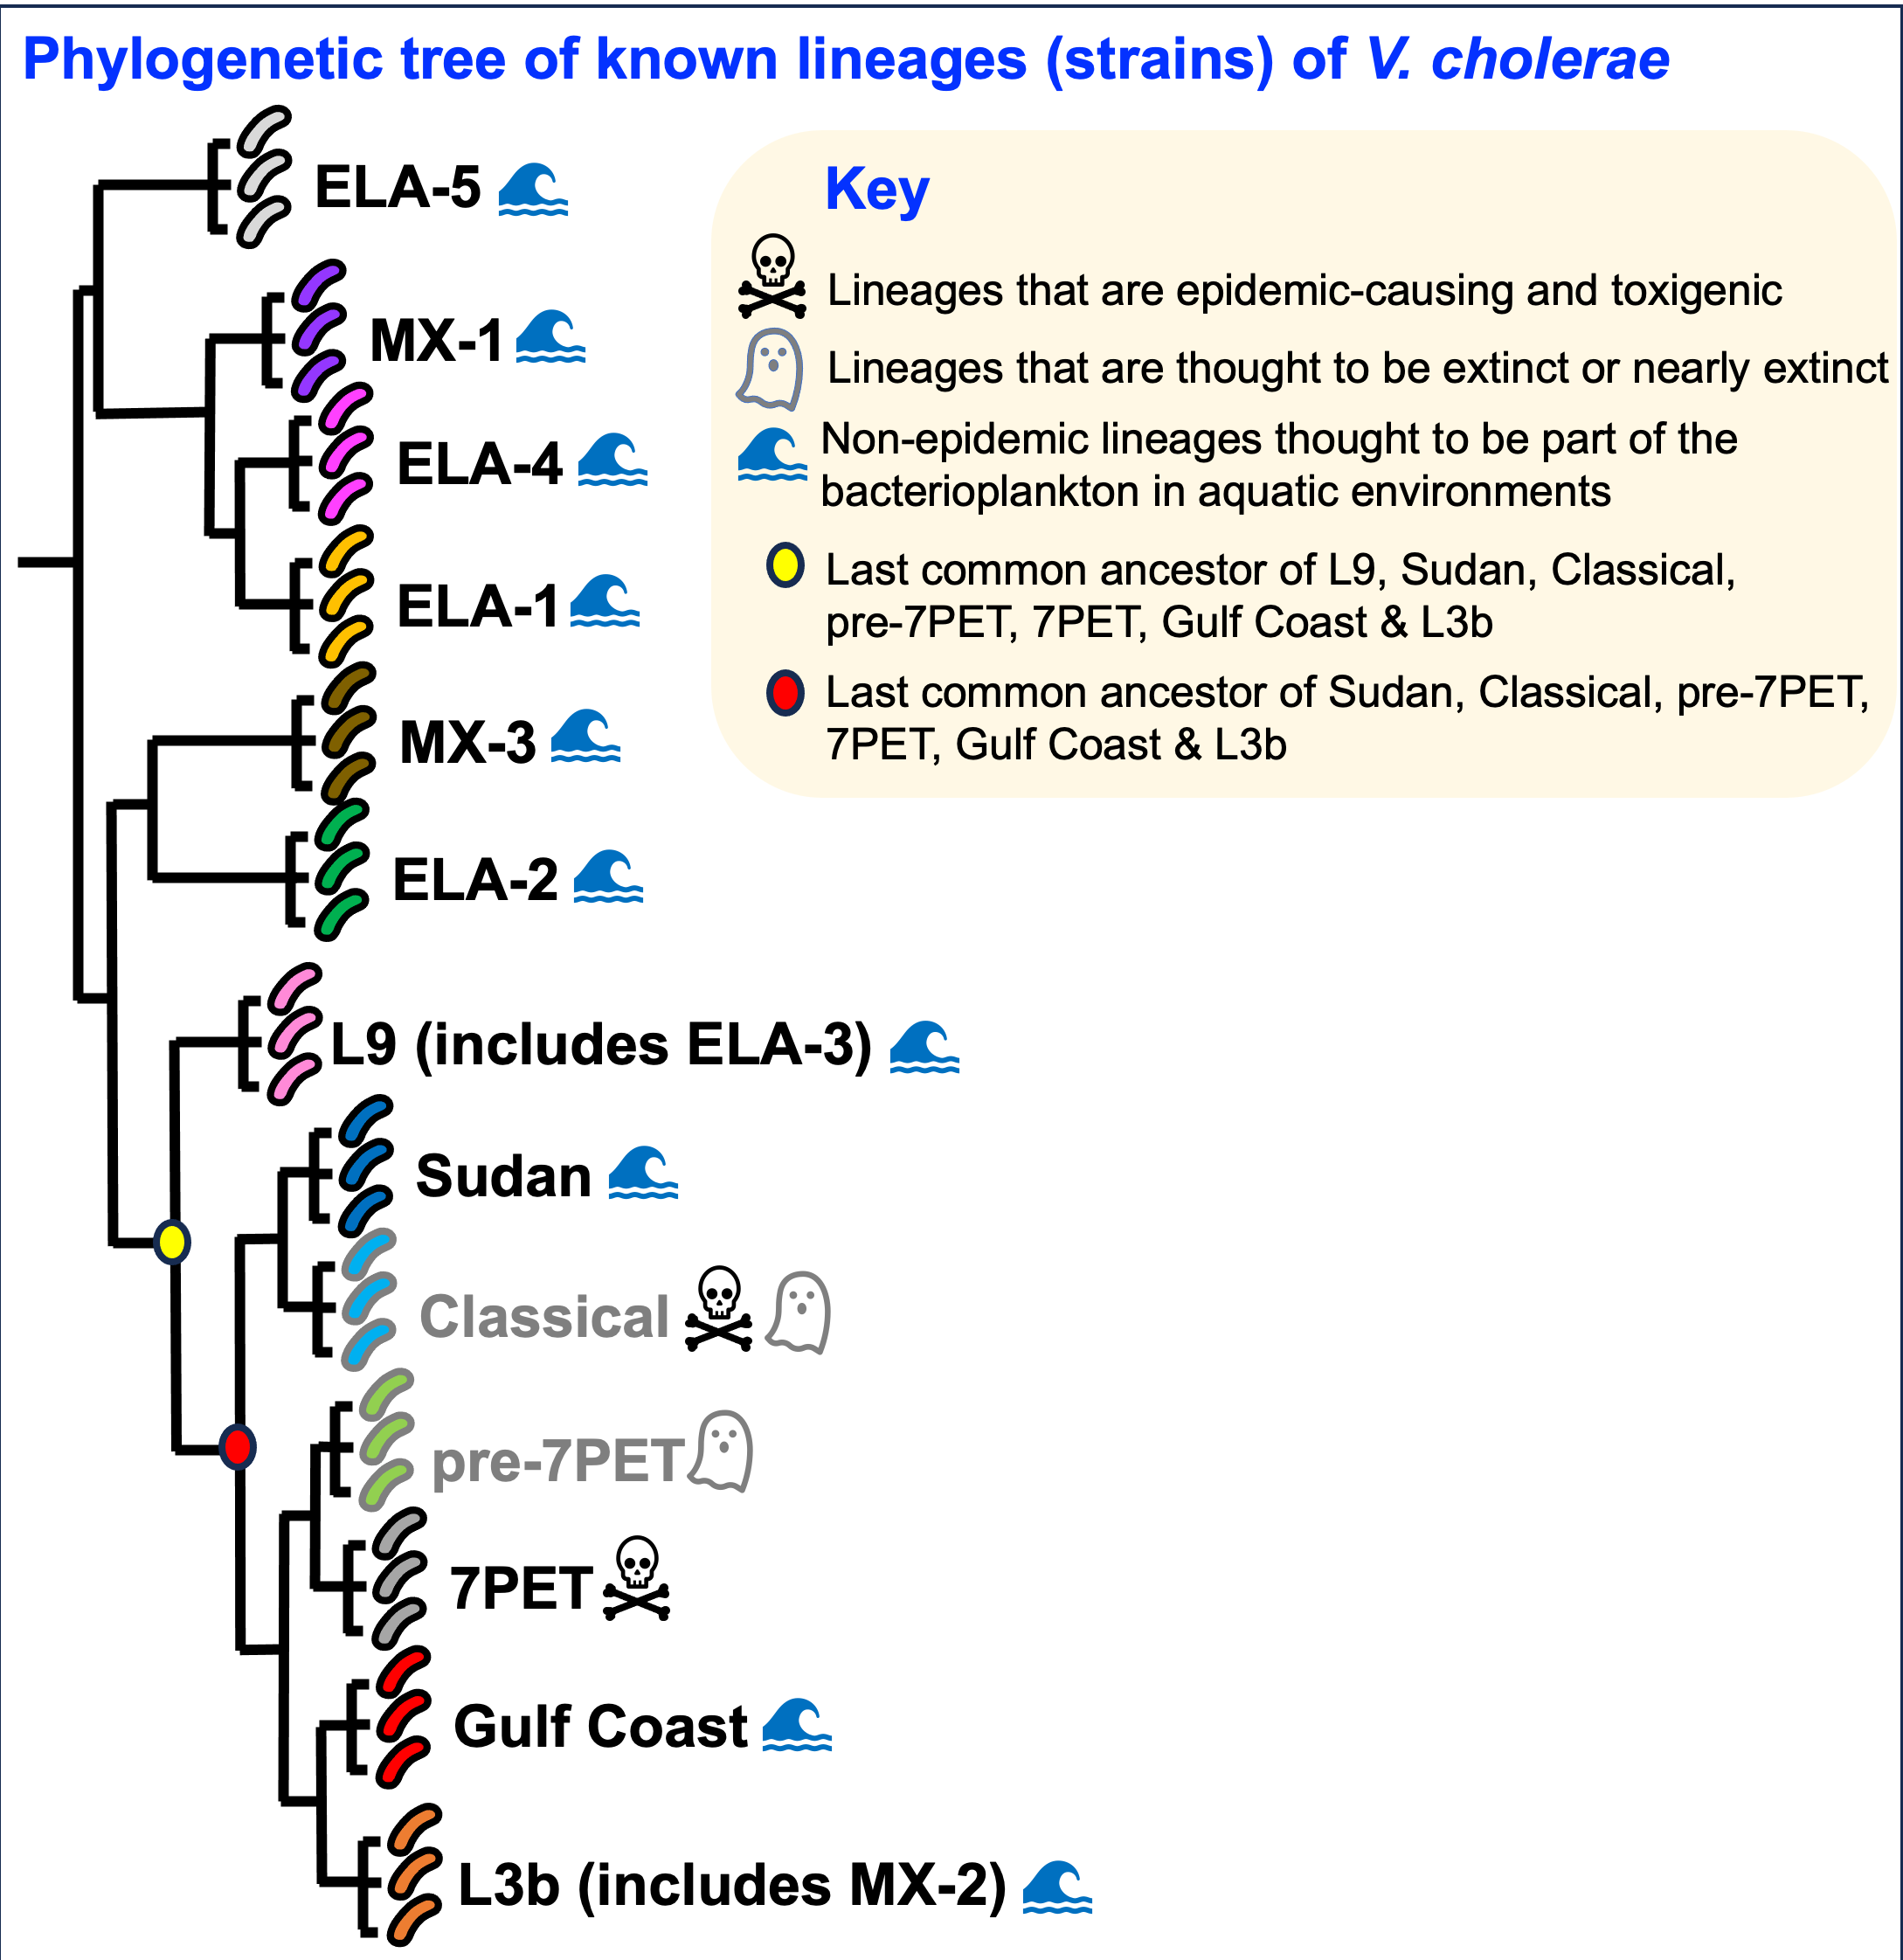 Phylogenetic tree of known lineages (strains) of V. cholerae
ELA-5
MX-1
ELA-4
ELA-1
MX-3
ELA-2
L9 (includes ELA-3)
Sudan
Classical
pre-7PET
7PET
Gulf Coast
L3b (includes MX-2)
Key
Lineages that are epidemic-causing and toxigenic
Lineages that are thought to be extinct or nearly extinct
Non-epidemic lineages thought to be part of the
bacterioplankton in aquatic environments
Last common ancestor of L9, Sudan, Classical,
pre-7PET, 7PET, Gulf Coast & L3b
Last common ancestor of Sudan, Classical, pre-7PET,
7PET, Gulf Coast & L3b